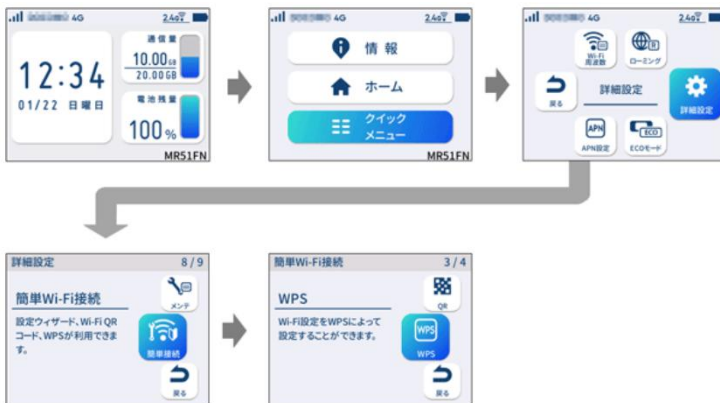 4G 2.4GHz
12:34
01/22 日曜日
通信量
10.00GB
20.00GB
電池残量
100%
MR51FN
4G 2.4GHz
情報
ホーム
クイック
メニュー
MR51FN
4G 2.4GHz
Wi-Fi
周波数
R
ローミング
戻る
詳細設定
詳細設定
APN
APN設定
ECO
ECOモード
詳細設定 8/9
簡単Wi-Fi接続
設定ウィザード、Wi-Fi QR
コード、WPSが利用できま
す。
メンテ
簡単接続
戻る
簡単Wi-Fi接続 3/4
WPS
Wi-Fi設定をWPSによって
設定することができます。
QR
WPS
WPS
戻る